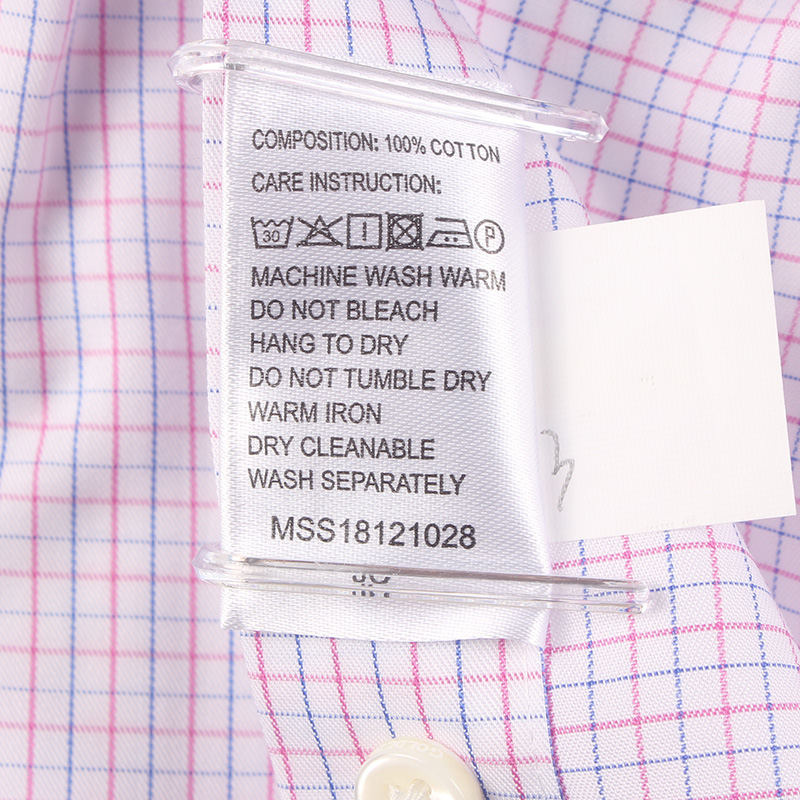 COMPOSITION: 100% COTTON
CARE INSTRUCTION:
30 P
MACHINE WASH WARM
DO NOT BLEACH
HANG TO DRY
DO NOT TUMBLE DRY
WARM IRON
DRY CLEANABLE
WASH SEPARATELY
MSS18121028